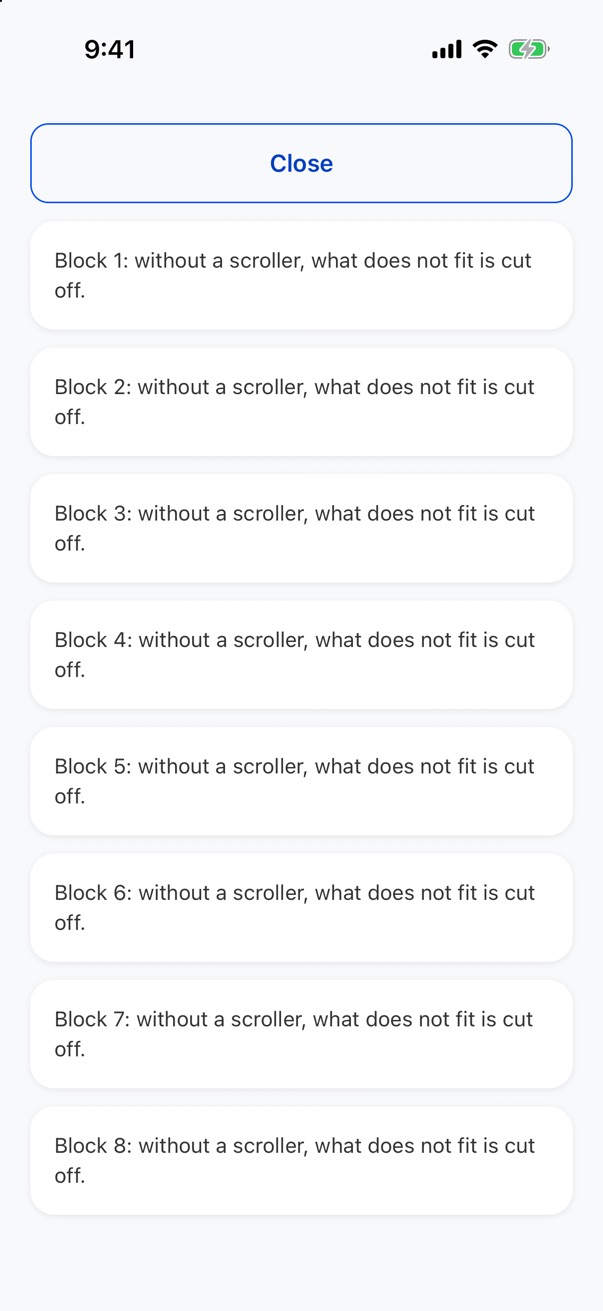 9:41
Close
Block 1: without a scroller, what does not fit is cut
off.
Block 2: without a scroller, what does not fit is cut
off.
Block 3: without a scroller, what does not fit is cut
off.
Block 4: without a scroller, what does not fit is cut
off.
Block 5: without a scroller, what does not fit is cut
off.
Block 6: without a scroller, what does not fit is cut
off.
Block 7: without a scroller, what does not fit is cut
off.
Block 8: without a scroller, what does not fit is cut
off.